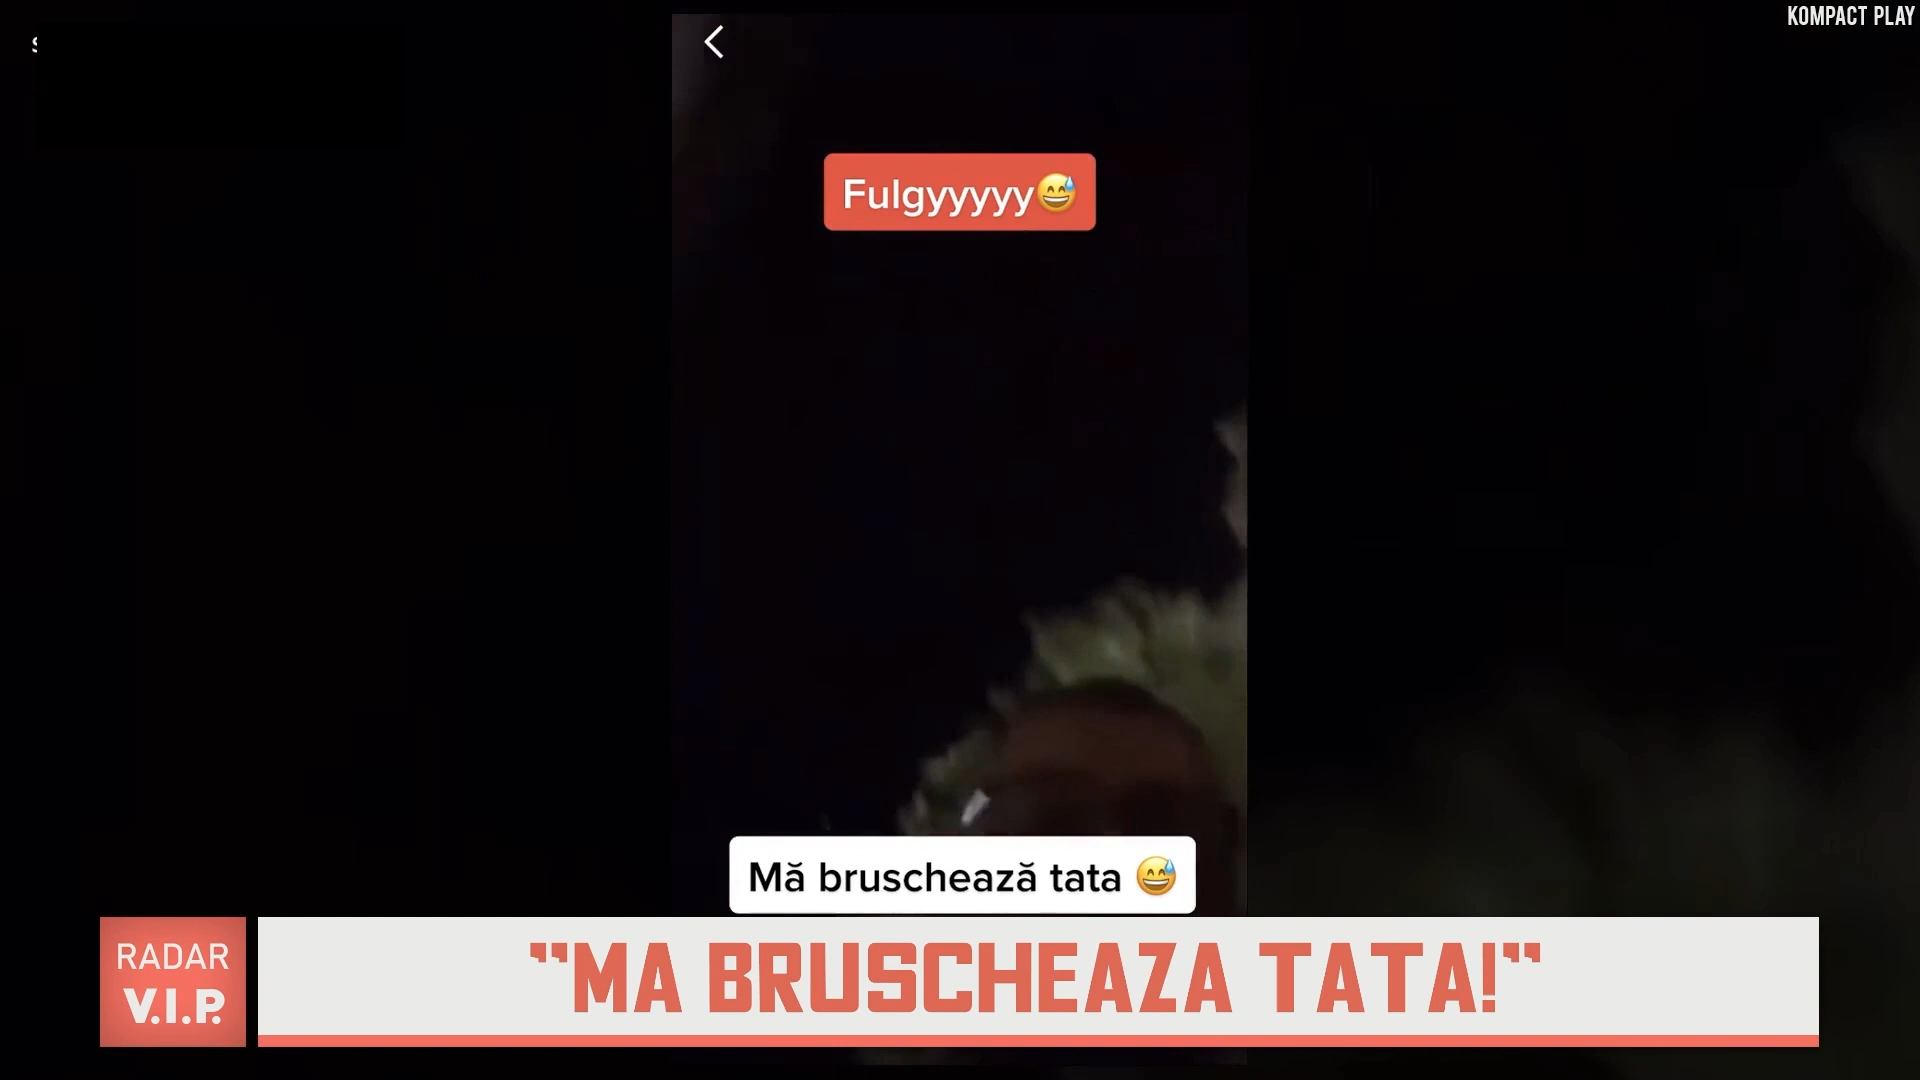 KOMPACT PLAY
Fulgyyyyy😅
Mă bruschează tata 😅
RADAR
V.I.P.
"MA BRUSCHEAZA TATA!"